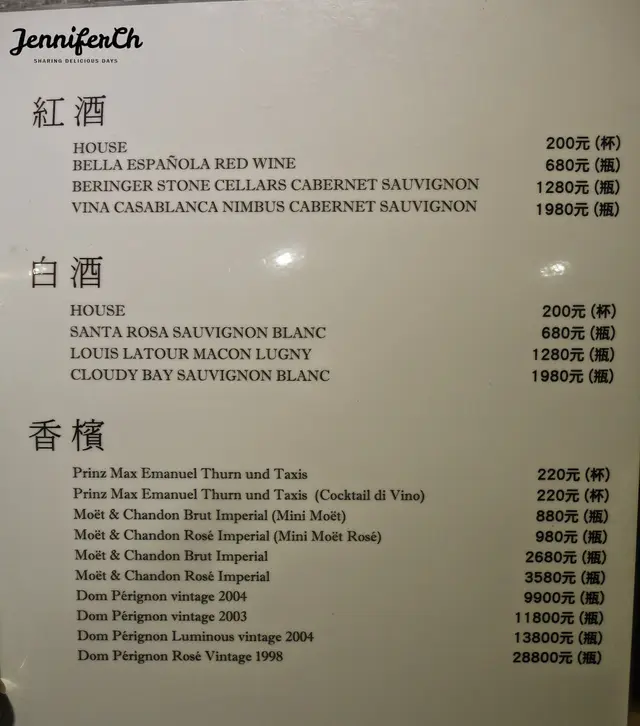 JenniferCh
SHARING DELICIOUS DAYS
紅酒
HOUSE 200元 (杯)
BELLA ESPAÑOLA RED WINE 680元 (瓶)
BERINGER STONE CELLARS CABERNET SAUVIGNON 1280元 (瓶)
VINA CASABLANCA NIMBUS CABERNET SAUVIGNON 1980元 (瓶)
白酒
HOUSE 200元 (杯)
SANTA ROSA SAUVIGNON BLANC 680元 (瓶)
LOUIS LATOUR MACON LUGNY 1280元 (瓶)
CLOUDY BAY SAUVIGNON BLANC 1980元 (瓶)
香檳
Prinz Max Emanuel Thurn und Taxis 220元 (杯)
Prinz Max Emanuel Thurn und Taxis (Cocktail di Vino) 220元 (杯)
Moët & Chandon Brut Imperial (Mini Moët) 880元 (瓶)
Moët & Chandon Rosé Imperial (Mini Moët Rosé) 980元 (瓶)
Moët & Chandon Brut Imperial 2680元 (瓶)
Moët & Chandon Rosé Imperial 3580元 (瓶)
Dom Pérignon vintage 2004 9900元 (瓶)
Dom Pérignon vintage 2003 11800元 (瓶)
Dom Pérignon Luminous vintage 2004 13800元 (瓶)
Dom Pérignon Rosé Vintage 1998 28800元 (瓶)